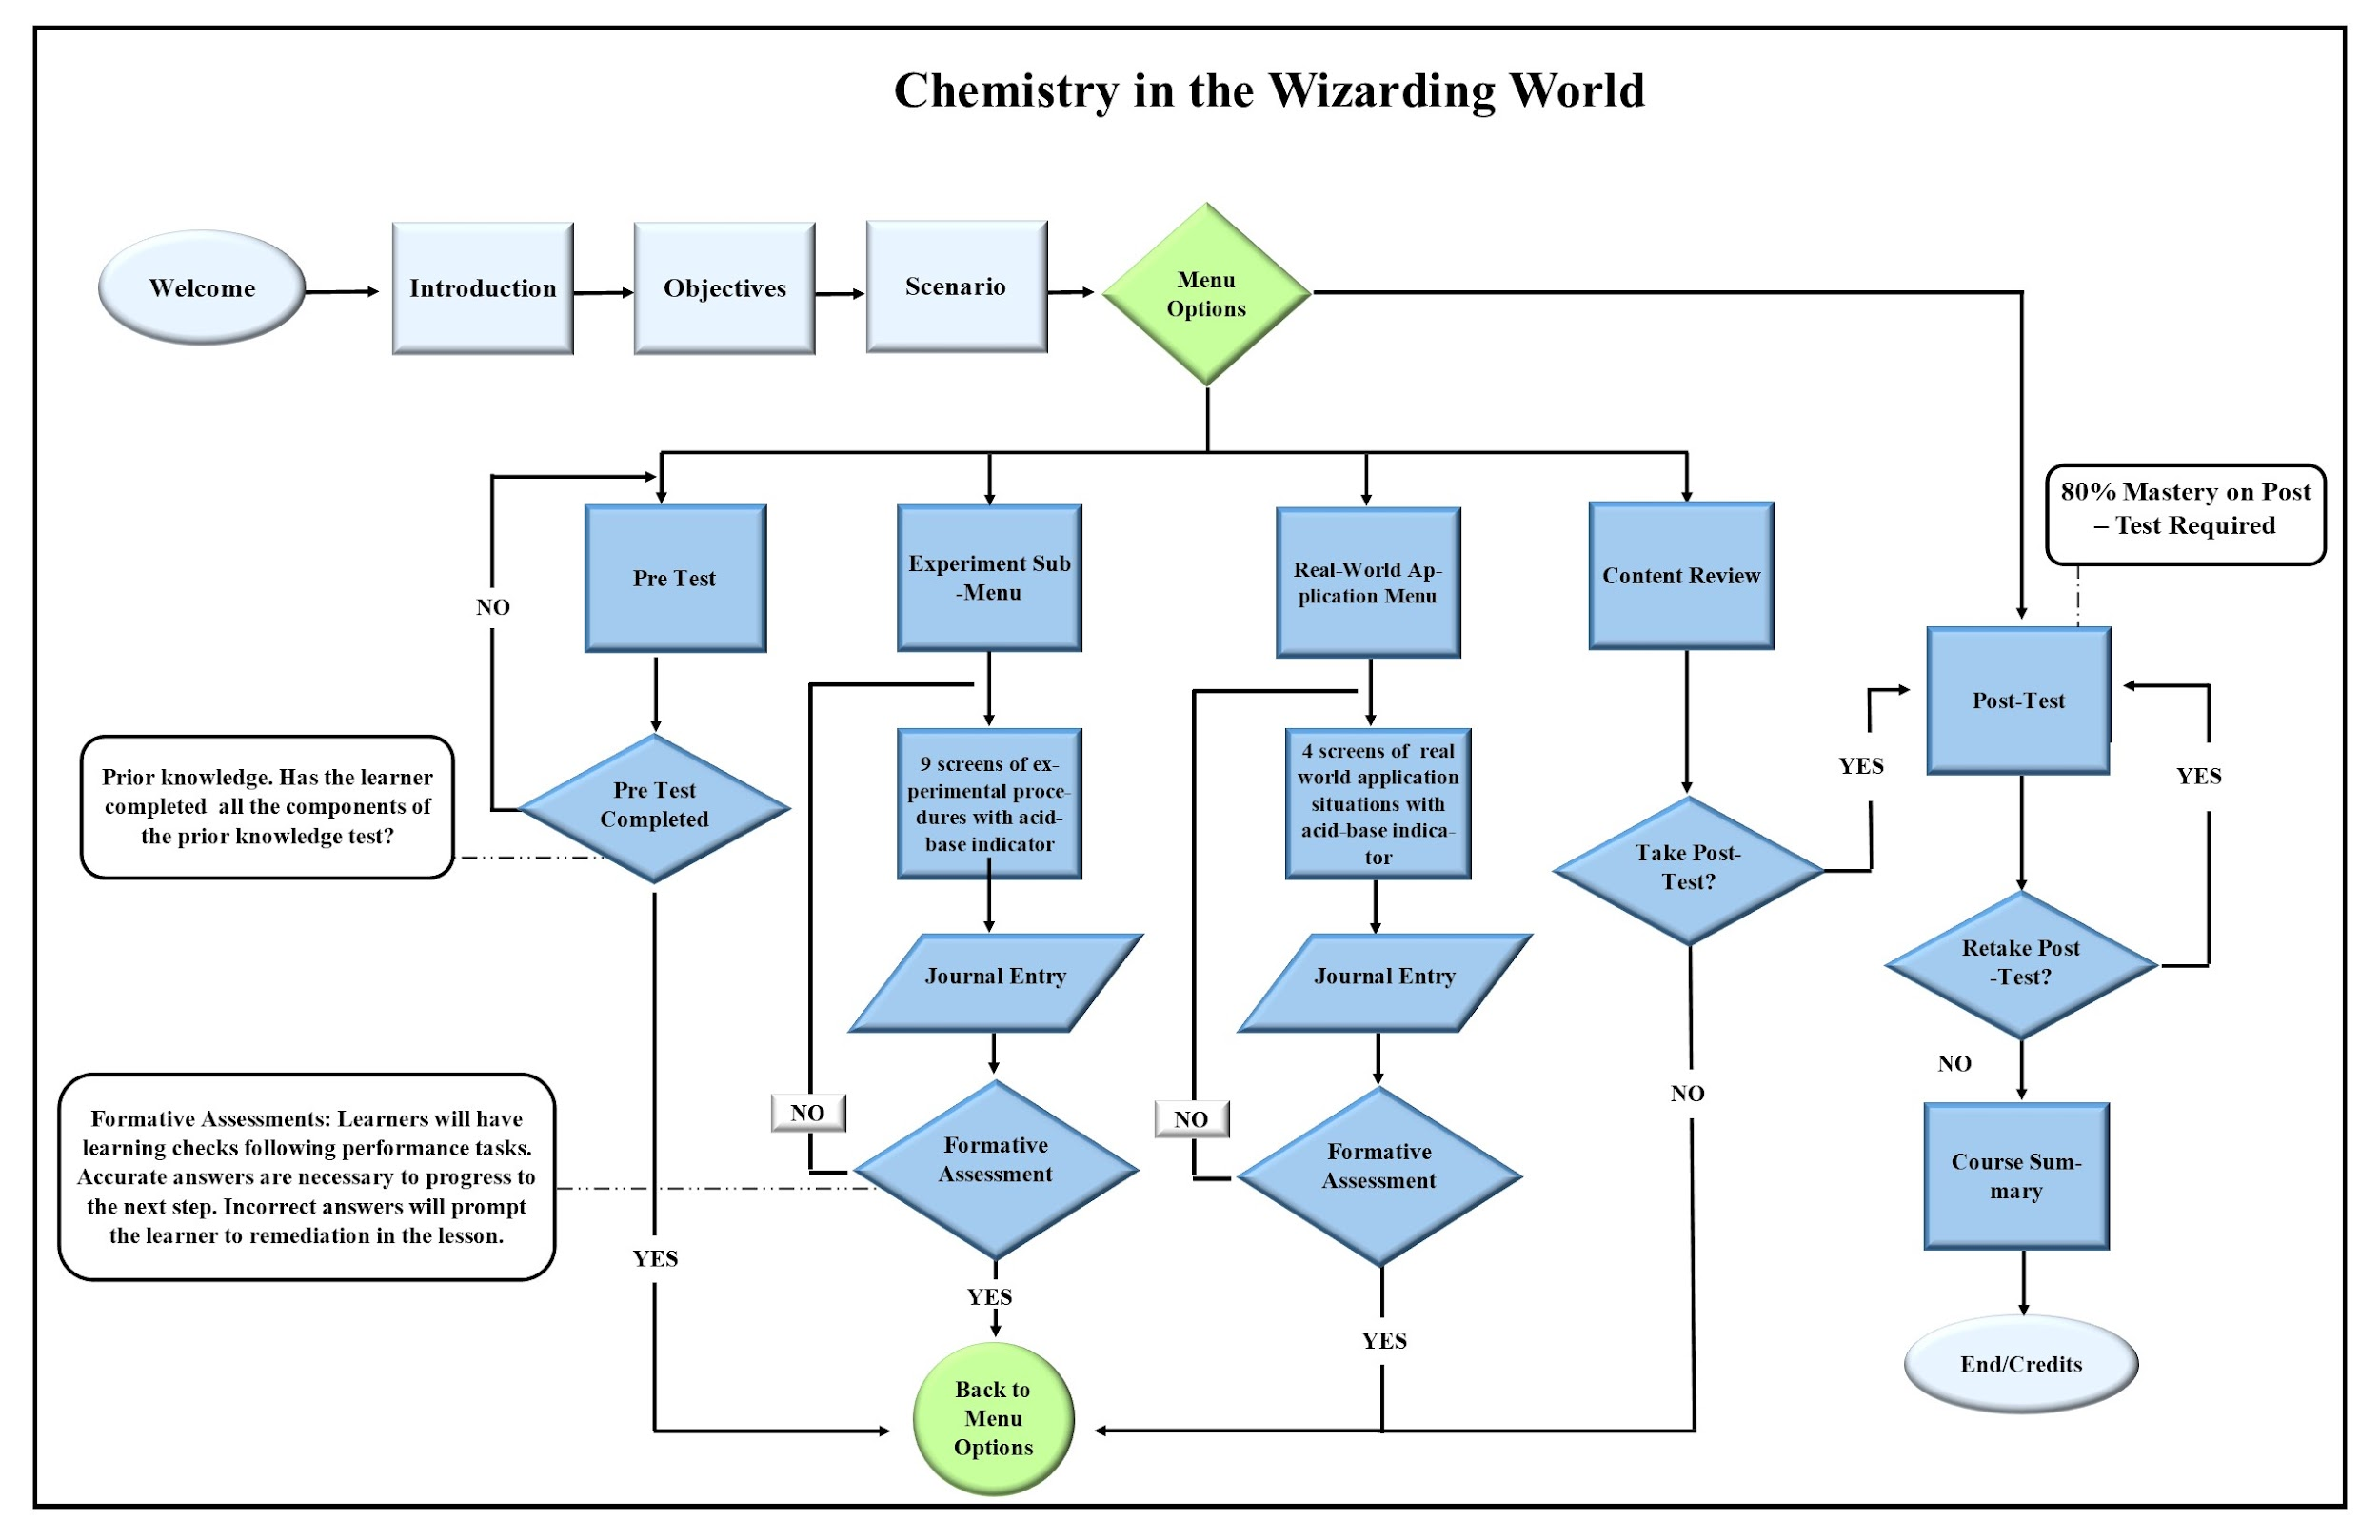 Chemistry in the Wizarding World
Welcome
Introduction
Objectives
Scenario
Menu
Options
80% Mastery on Post
– Test Required
Pre Test
Experiment Sub
-Menu
Real-World Ap-
plication Menu
Content Review
NO
Post-Test
YES
YES
Prior knowledge. Has the learner
completed all the components of
the prior knowledge test?
Pre Test
Completed
9 screens of ex-
perimental proce-
dures with acid-
base indicator
4 screens of real
world application
situations with
acid-base indica-
tor
Take Post-
Test?
Journal Entry
Journal Entry
Retake Post
-Test?
NO
NO
NO
NO
Formative Assessments: Learners will have
learning checks following performance tasks.
Accurate answers are necessary to progress to
the next step. Incorrect answers will prompt
the learner to remediation in the lesson.
Formative
Assessment
Formative
Assessment
Course Sum-
mary
YES
YES
YES
End/Credits
Back to
Menu
Options